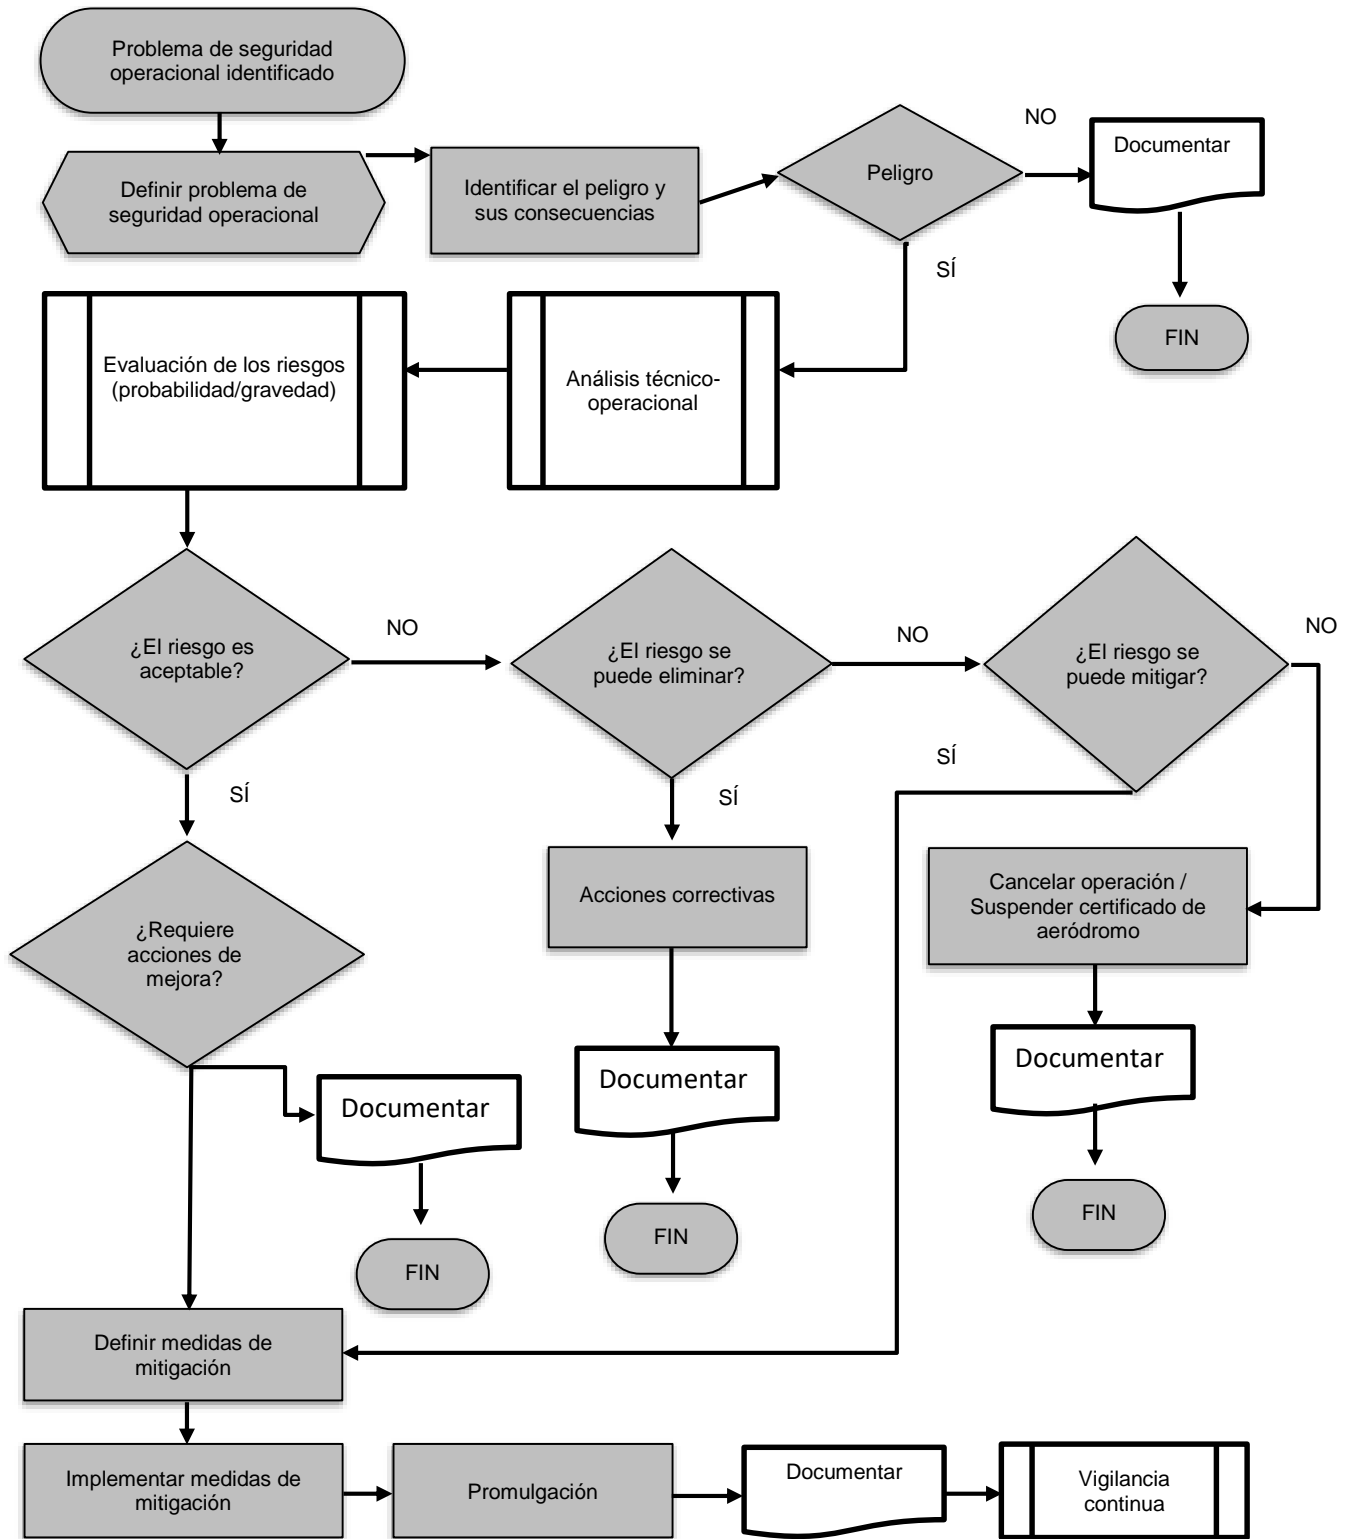 Problema de seguridad
operacional identificado
Definir problema de
seguridad operacional
Identificar el peligro y
sus consecuencias
Peligro
NO
Documentar
FIN
SÍ
Análisis técnico-
operacional
Evaluación de los riesgos
(probabilidad/gravedad)
¿El riesgo es
aceptable?
NO
¿El riesgo se
puede eliminar?
NO
¿El riesgo se
puede mitigar?
NO
SÍ
SÍ
SÍ
¿Requiere
acciones de
mejora?
Acciones correctivas
Cancelar operación /
Suspender certificado de
aeródromo
Documentar
Documentar
Documentar
FIN
FIN
FIN
Definir medidas de
mitigación
Implementar medidas de
mitigación
Promulgación
Documentar
Vigilancia
continua